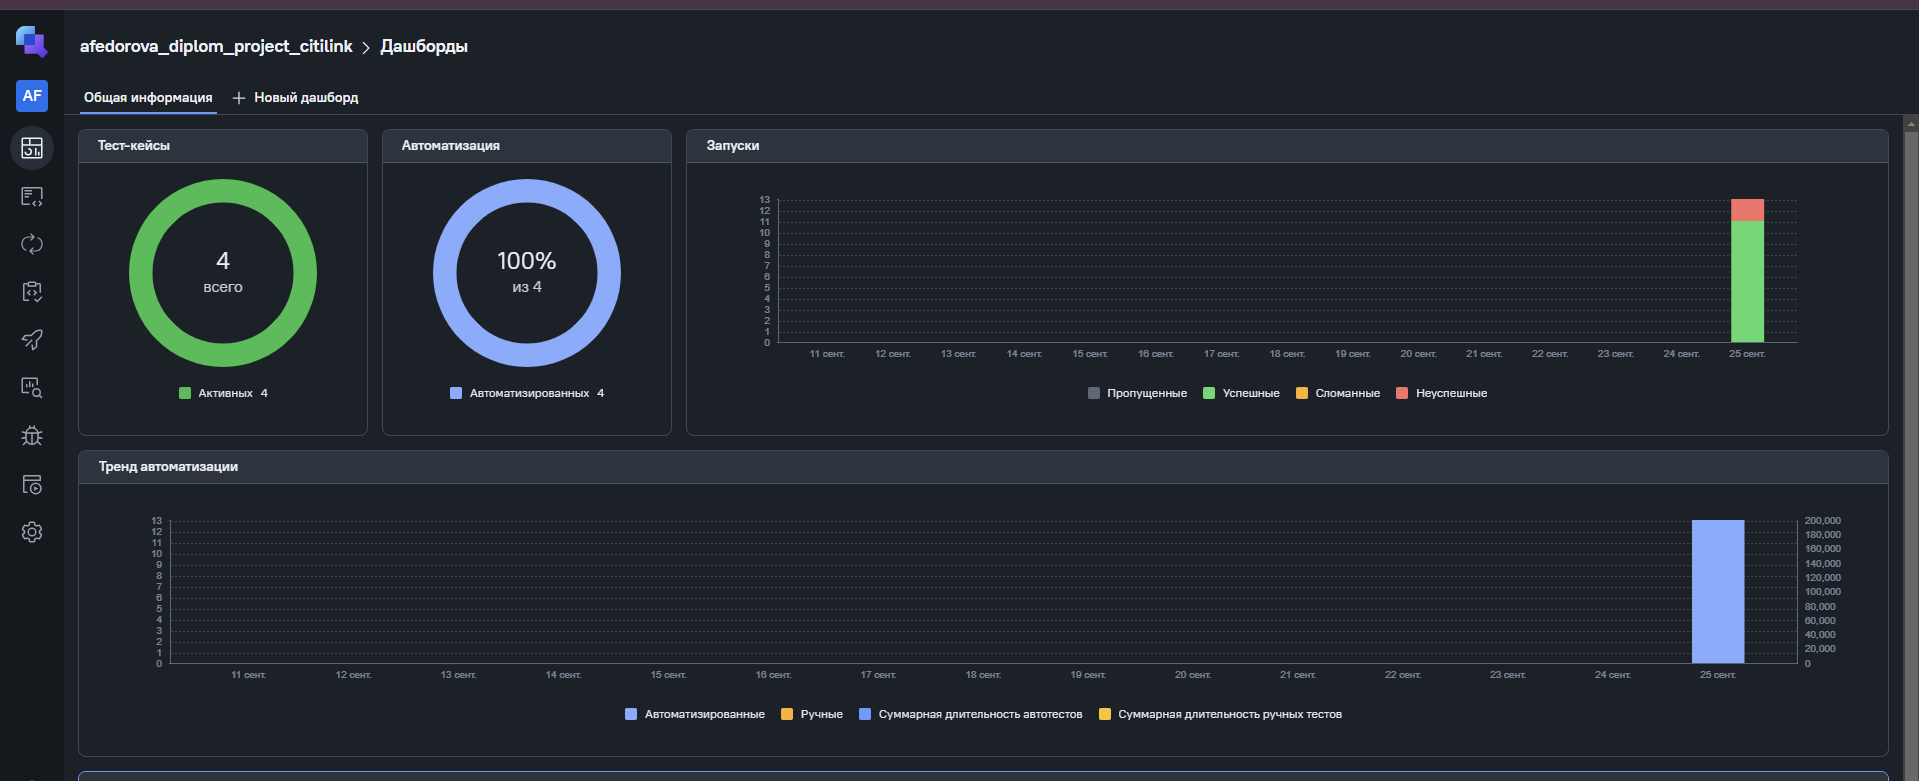 afedorova_diplom_project_citilink > Дашборды
AF
Общая информация
+ Новый дашборд
Тест-кейсы
4
всего
Активных 4
Автоматизация
100%
из 4
Автоматизированных 4
Запуски
13
12
11
10
9
8
7
6
5
4
3
2
1
0
11 сент. 12 сент. 13 сент. 14 сент. 15 сент. 16 сент. 17 сент. 18 сент. 19 сент. 20 сент. 21 сент. 22 сент. 23 сент. 24 сент. 25 сент.
Пропущенные Успешные Сломанные Неуспешные
Тренд автоматизации
13
12
11
10
9
8
7
6
5
4
3
2
1
0
200,000
180,000
160,000
140,000
120,000
100,000
80,000
60,000
40,000
20,000
0
11 сент. 12 сент. 13 сент. 14 сент. 15 сент. 16 сент. 17 сент. 18 сент. 19 сент. 20 сент. 21 сент. 22 сент. 23 сент. 24 сент. 25 сент.
Автоматизированные Ручные Суммарная длительность автотестов Суммарная длительность ручных тестов